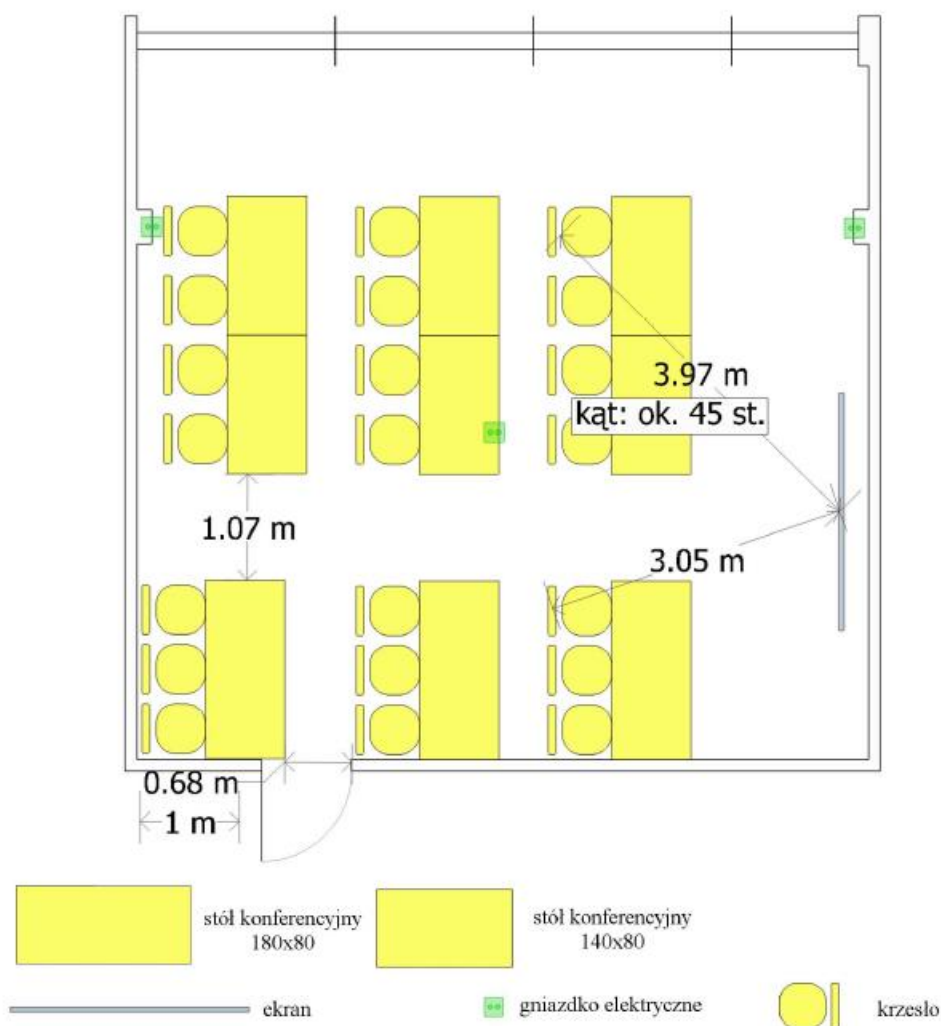 3.97 m
kąt: ok. 45 st.
1.07 m
3.05 m
0.68 m
1 m
stół konferencyjny
180x80
stół konferencyjny
140x80
ekran
gniazdko elektryczne
krzesło